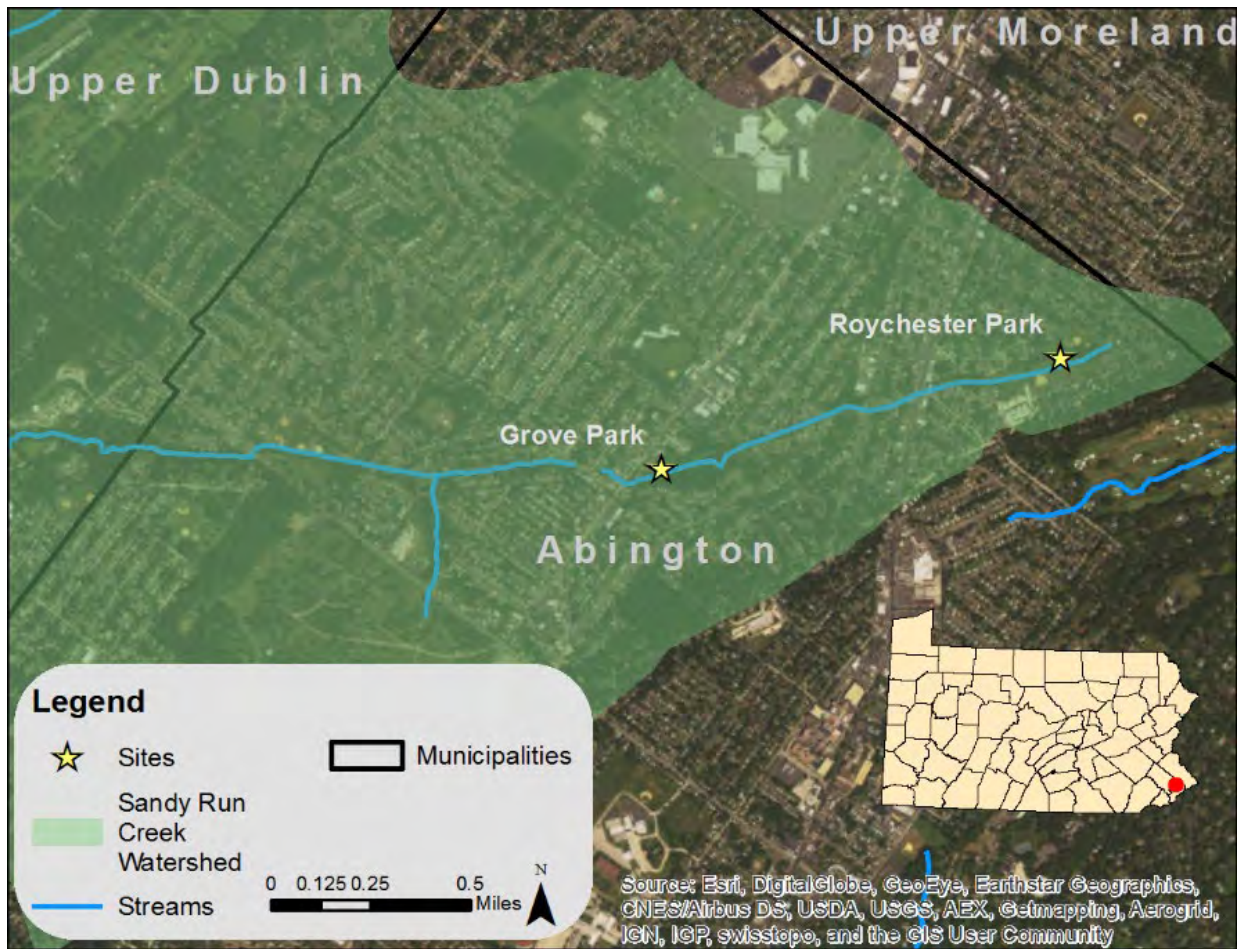 Upper Moreland
Upper Dublin
Roychester Park
Grove Park
Abington
Legend
Sites
Municipalities
Sandy Run
Creek
Watershed
Streams
0 0.125 0.25 0.5
Miles
N
Source: Esri, DigitalGlobe, GeoEye, Earthstar Geographics,
CNES/Airbus DS, USDA, USGS, AEX, Getmapping, Aerogrid,
IGN, IGP, swisstopo, and the GIS User Community